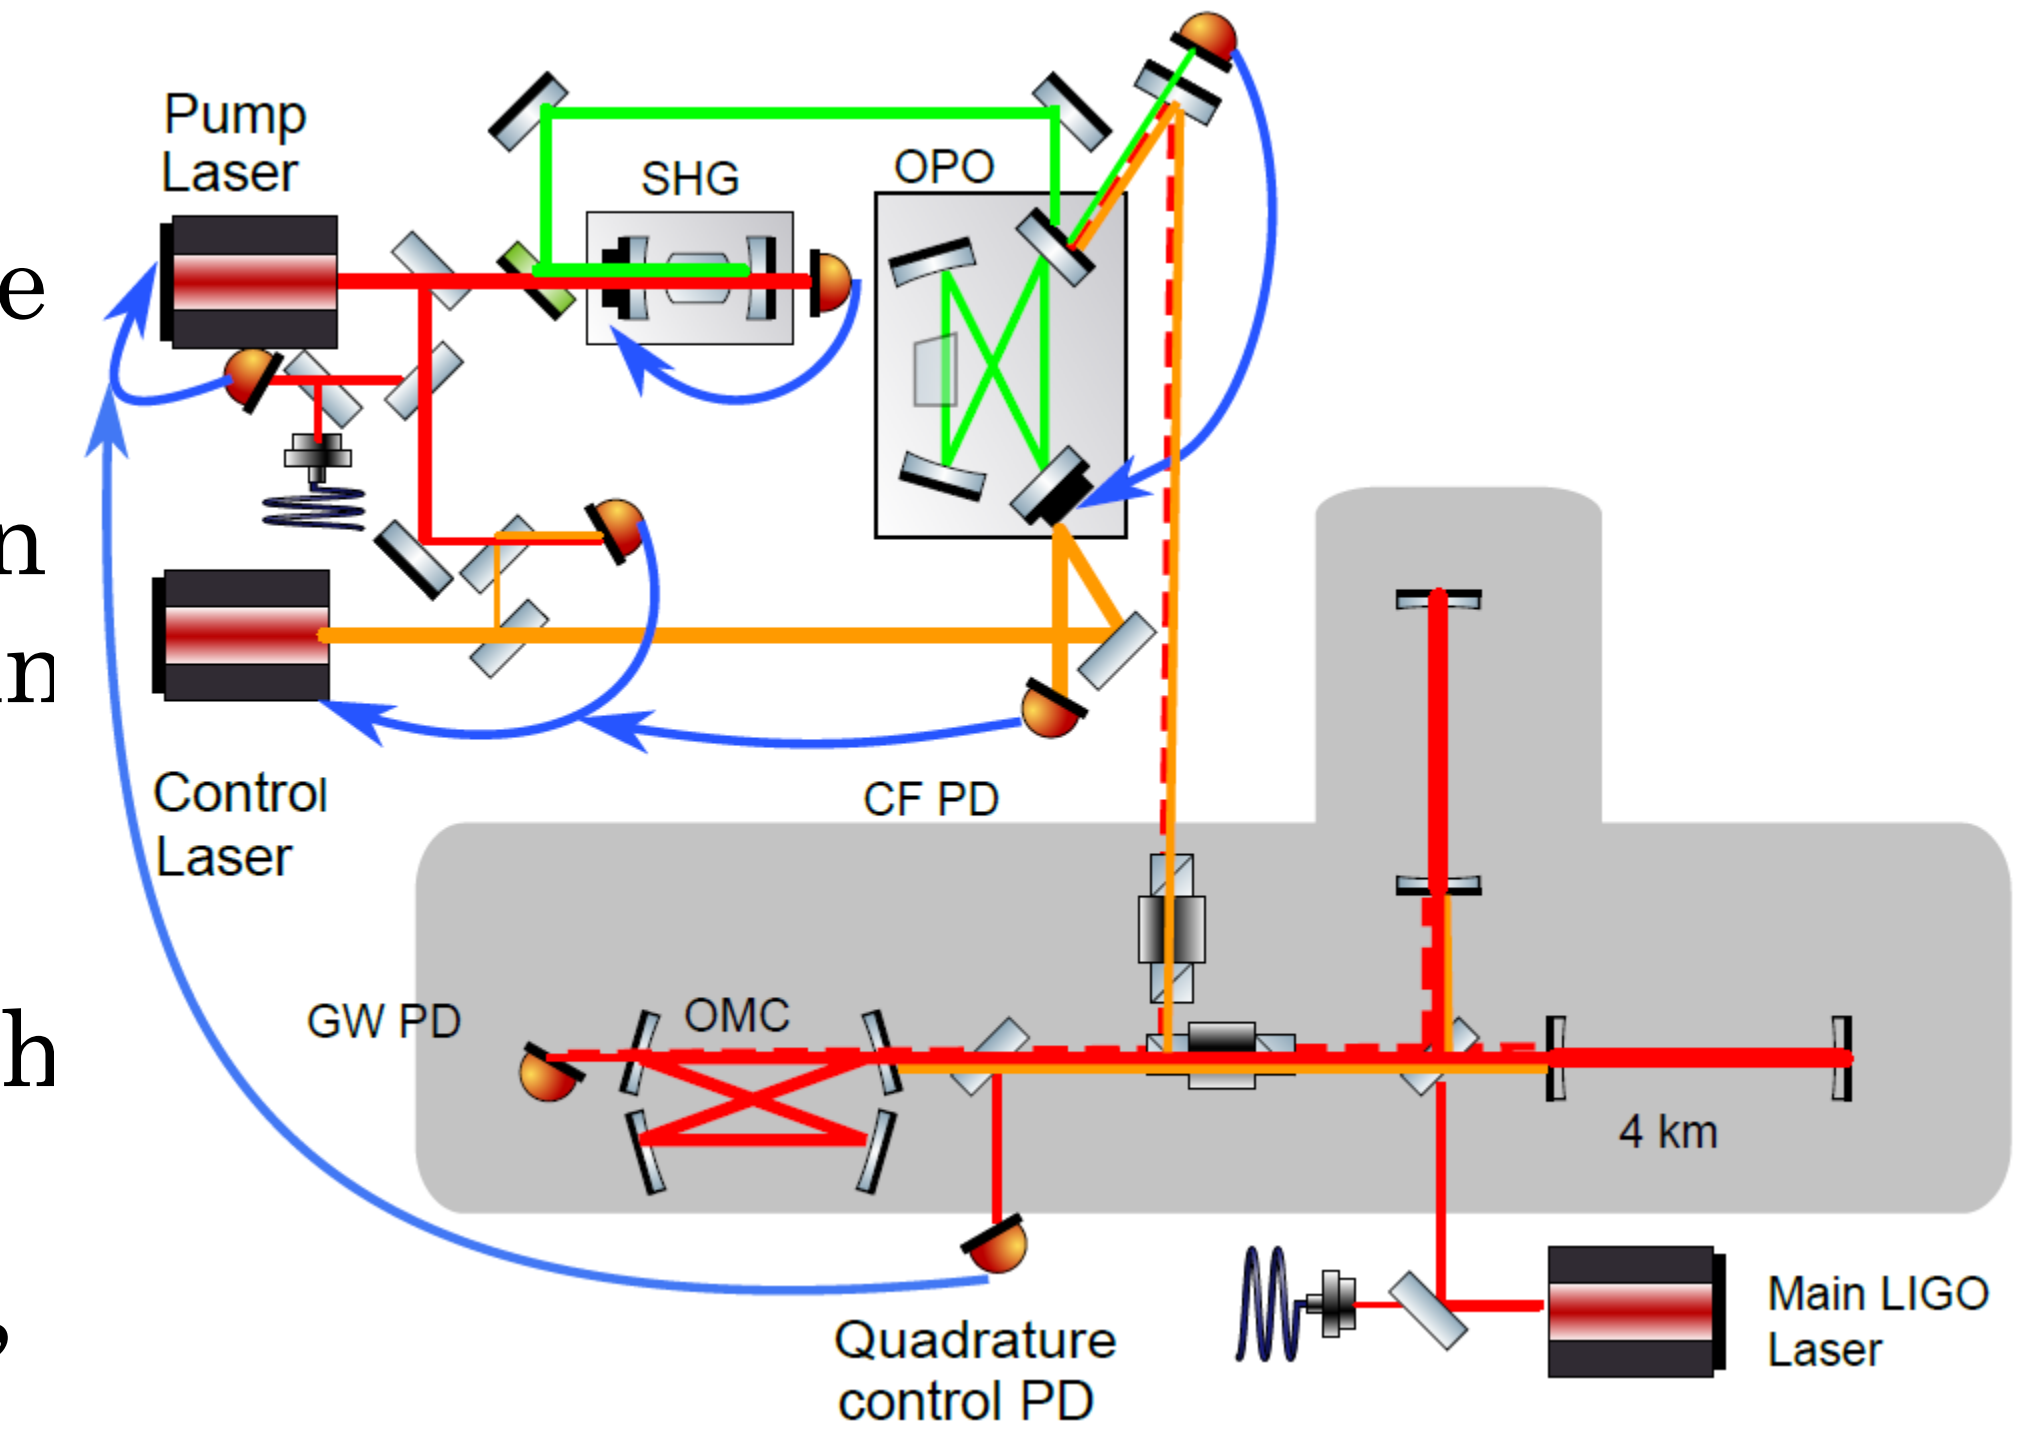 Pump
Laser
SHG
OPO
e
n
in
Control
Laser
CF PD
GW PD
OMC
h
4 km
Quadrature
control PD
Main LIGO
Laser